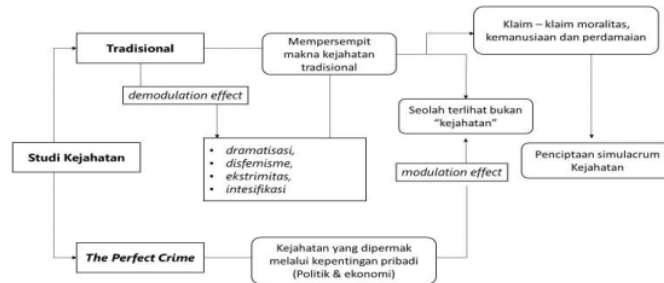 Tradisional
Mempersempit
makna kejahatan
tradisional
Klaim – klaim moralitas,
kemanusiaan dan perdamaian
demodulation effect
Seolah terlihat bukan
“kejahatan”
Studi Kejahatan
• dramatisasi,
• disfemisme,
• ekstrimitas,
• intesifikasi
modulation effect
Penciptaan simulacrum
Kejahatan
The Perfect Crime
Kejahatan yang dipermak
melalui kepentingan pribadi
(Politik & ekonomi)